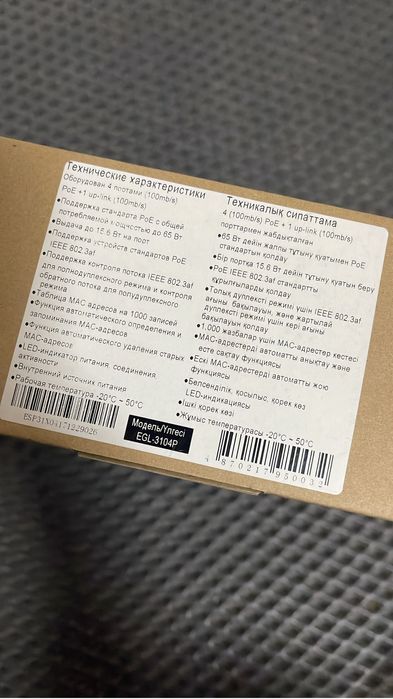 Технические характеристики
Оборудован 4 портами (100mb/s)
PoE +1 up-link (100mb/s)
•Поддержка стандарта PoE с общей
потребляемой мощностью до 65 Вт
•Выдача до 15.6 Вт на порт
•Поддержка устройств стандартов PoE
IEEE 802.3af
•Поддержка контроля потока IEEE 802.3af
для полнодуплексного режима и контроля
обратного потока для полудуплексного
режима
•Таблица MAC адресов на 1000 записей
•Функция автоматического определения и
запоминания MAC-адресов
•Функция автоматического удаления старых
MAC-адресов
•LED-индикатор питания, соединения,
активности
•Внутренний источник питания
•Рабочая температура -20°C ~ 50°C
Техникалық сипаттама
4 (100mb/s) PoE + 1 up-link (100mb/s)
порттармен жабдықталған
•65 Вт дейін жалпы тұтыну қуатымен PoE
стандартын қолдау
•Бір портқа 15,6 Вт дейін тұтыну қуатын беру
•PoE IEEE 802.3af стандартты
құрылғыларды қолдау
•Толық дуплексті режим үшін IEEE 802.3af
ағыны бақылауын, және жартылай
дуплексті режимі үшін кері ағыны
бақылауын қолдау
•1.000 жазбалар үшін MAC-адрестер кестесі
•MAC-адрестерді автоматты анықтау және
есте сақтау функциясы
•Ескі MAC-адрестерді автоматты жою
функциясы
•Белсенділік, қосылыс, қорек көзі
LED-индикациясы
•Ішкі қорек көзі
•Жұмыс температурасы -20°C ~ 50°C
Модель/Үлгесі
EGL-3104P
4 870217 950032